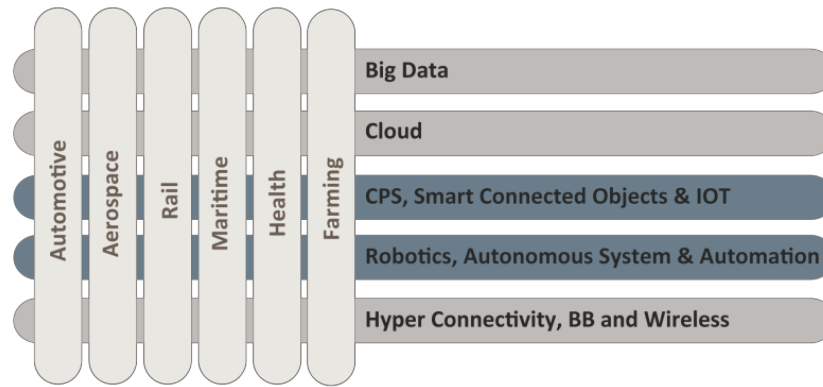 Automotive
Aerospace
Rail
Maritime
Health
Farming
Big Data
Cloud
CPS, Smart Connected Objects & IOT
Robotics, Autonomous System & Automation
Hyper Connectivity, BB and Wireless